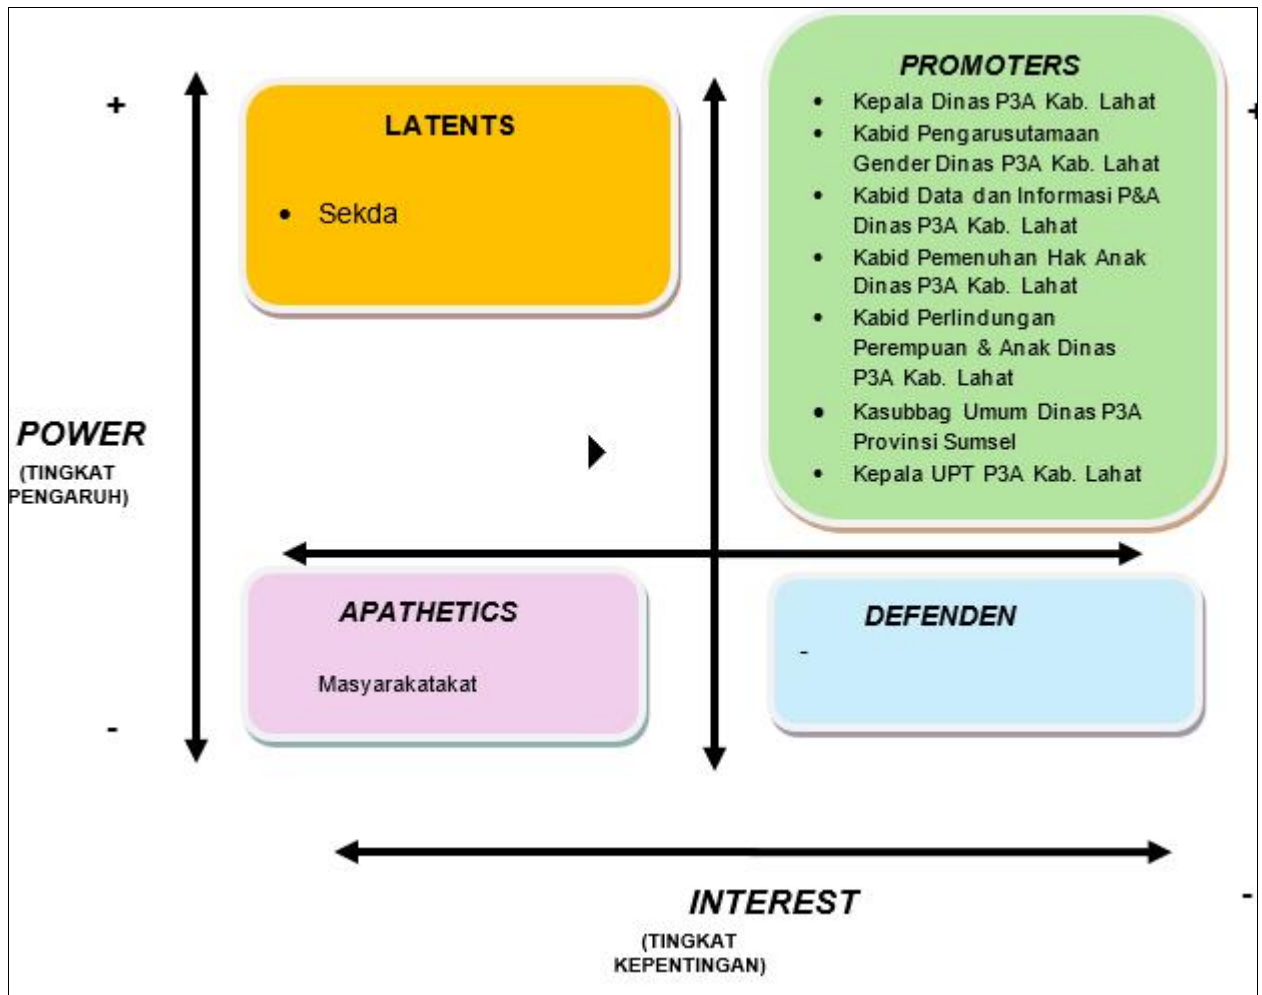 +
LATENTS
• Sekda
PROMOTERS
• Kepala Dinas P3A Kab. Lahat
• Kabid Pengarusutamaan
Gender Dinas P3A Kab. Lahat
• Kabid Data dan Informasi P&A
Dinas P3A Kab. Lahat
• Kabid Pemenuhan Hak Anak
Dinas P3A Kab. Lahat
• Kabid Perlindungan
Perempuan & Anak Dinas
P3A Kab. Lahat
• Kasubbag Umum Dinas P3A
Provinsi Sumsel
• Kepala UPT P3A Kab. Lahat
+
POWER
(TINGKAT
PENGARUH)
APATHETICS
Masyarakatakat
DEFENDEN
-
-
INTEREST
(TINGKAT
KEPENTINGAN)
-